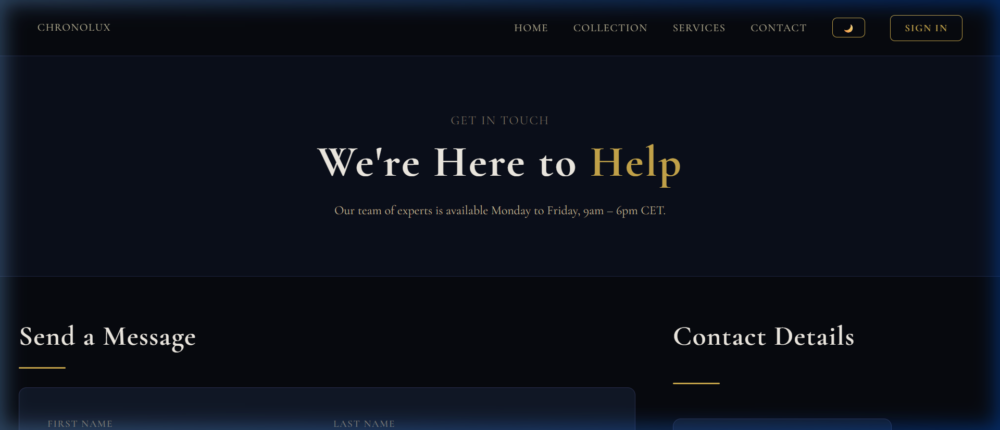 CHRONOLUX
HOME COLLECTION SERVICES CONTACT SIGN IN
GET IN TOUCH
We're Here to Help
Our team of experts is available Monday to Friday, 9am – 6pm CET.
Send a Message
Contact Details
FIRST NAME LAST NAME